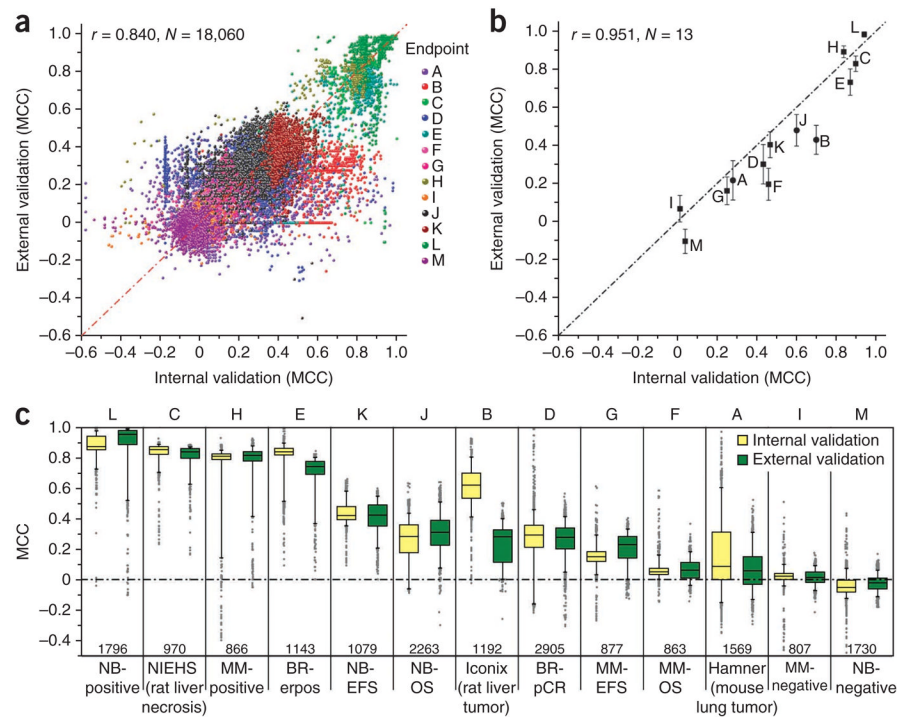 a
r = 0.840, N = 18,060
External validation (MCC)
1.0
0.8
0.6
0.4
0.2
0
−0.2
−0.4
−0.6
−0.6 −0.4 −0.2 0 0.2 0.4 0.6 0.8 1.0
Internal validation (MCC)
Endpoint
A
B
C
D
E
F
G
H
I
J
K
L
M
b
r = 0.951, N = 13
External validation (MCC)
1.0
0.8
0.6
0.4
0.2
0
−0.2
−0.4
−0.6
−0.6 −0.4 −0.2 0 0.2 0.4 0.6 0.8 1.0
Internal validation (MCC)
L
H
C
E
J
B
K
D
F
A
G
I
M
c
L C H E K J B D G F A I M
MCC
1.0
0.8
0.6
0.4
0.2
0
−0.2
−0.4
Internal validation
External validation
1796 970 866 1143 1079 2263 1192 2905 877 863 1569 807 1730
NB- NIEHS MM- BR- NB- NB- Iconix BR- MM- MM- Hamner MM- NB-
positive (rat liver positive erpos EFS OS (rat liver pCR EFS OS (mouse negative negative
necrosis) tumor) lung tumor)